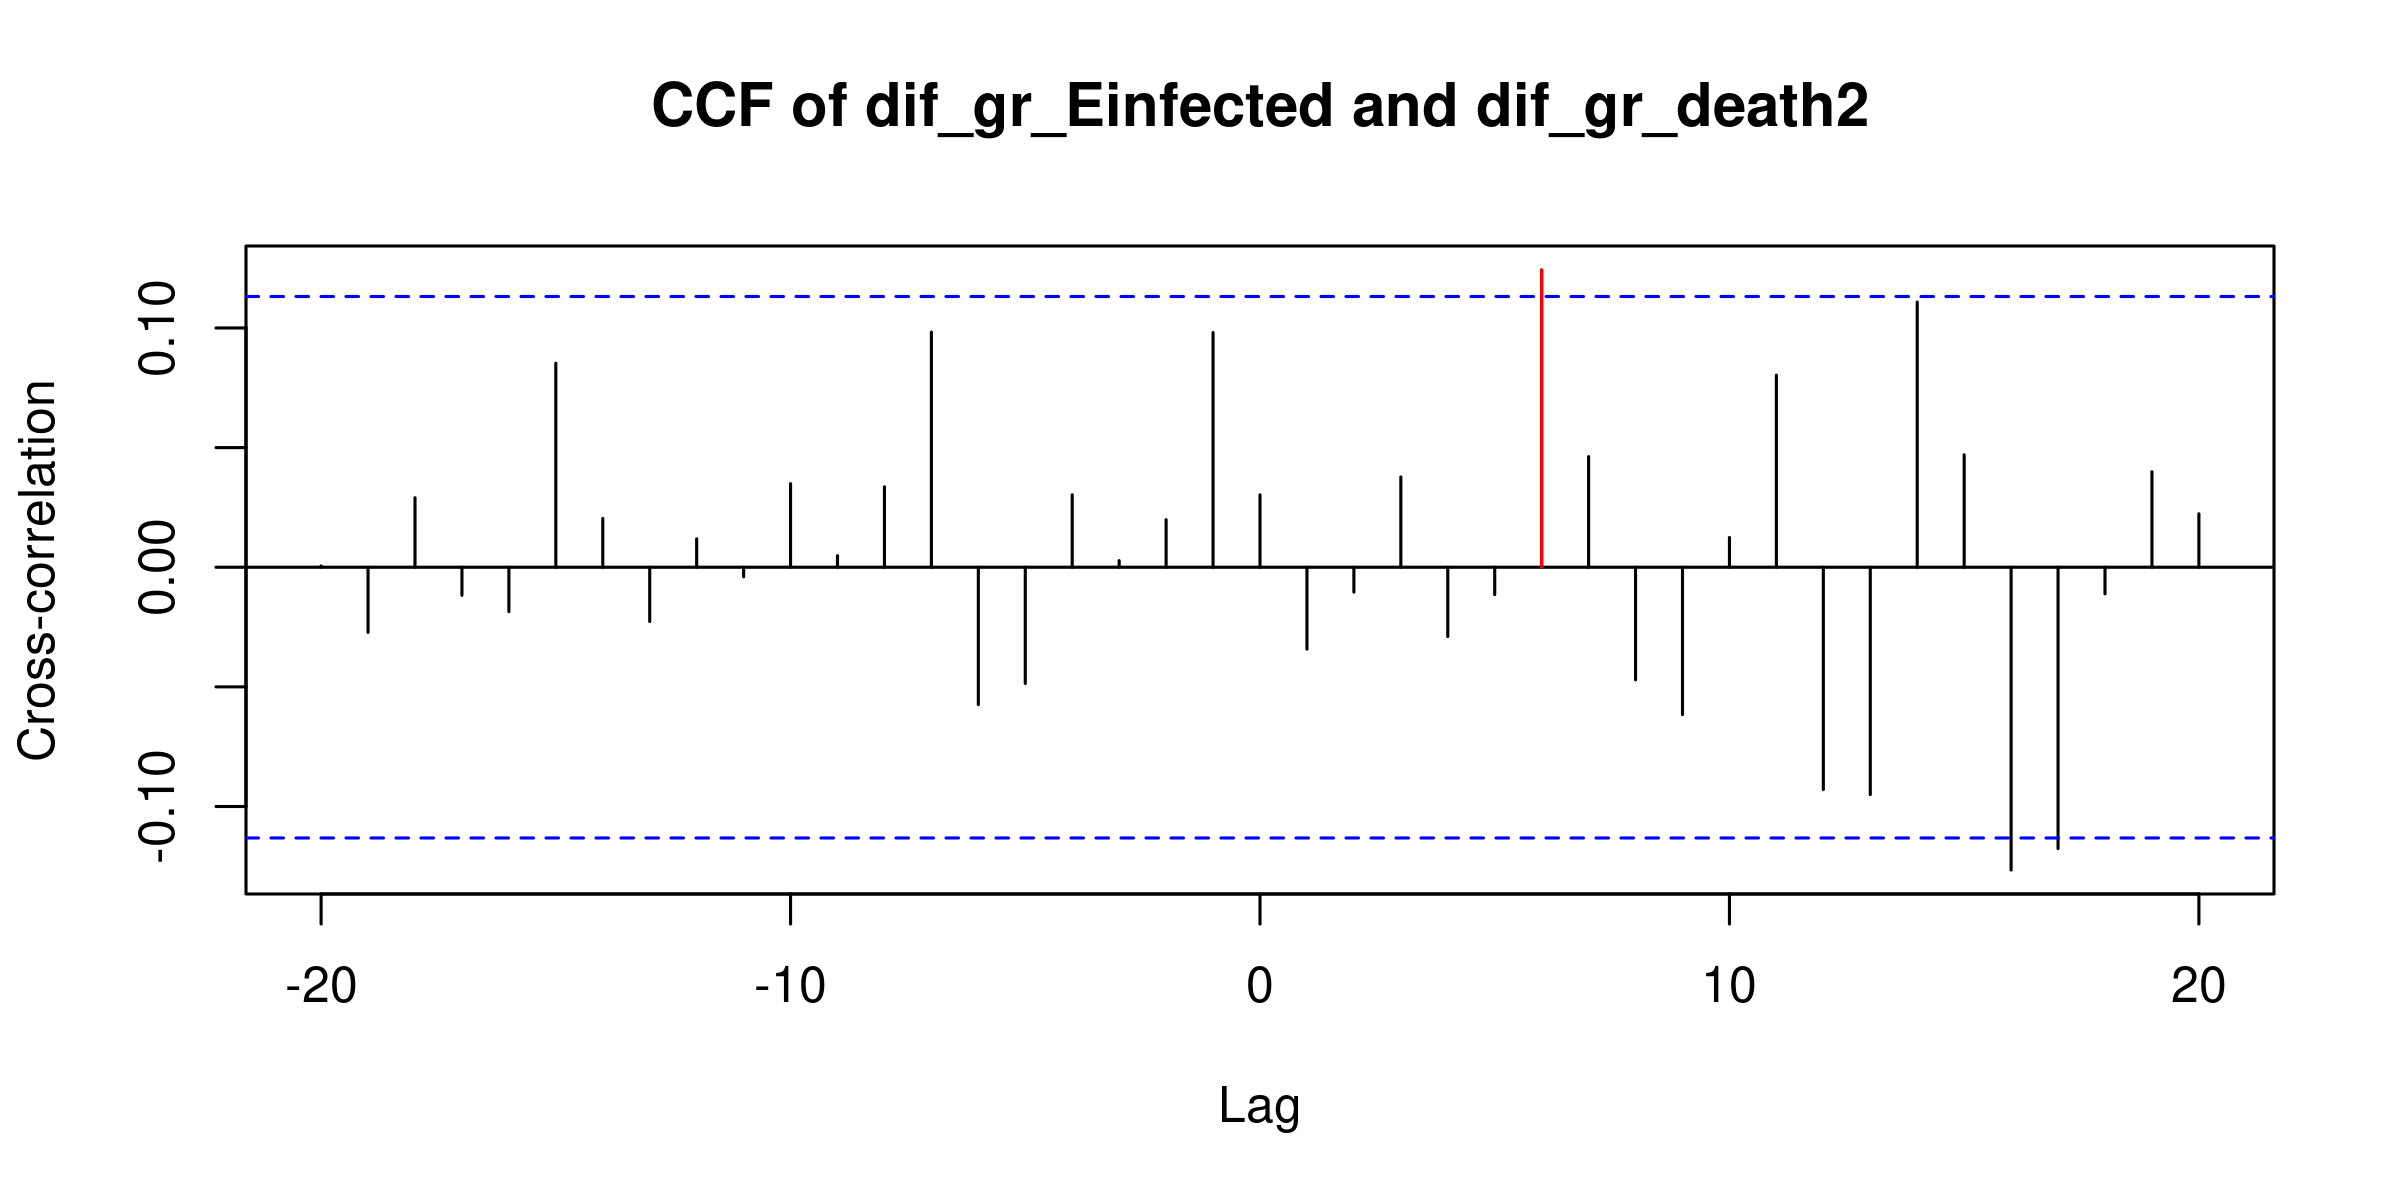 CCF of dif_gr_Einfected and dif_gr_death2
Cross-correlation
0.10
0.00
-0.10
-20 -10 0 10 20
Lag